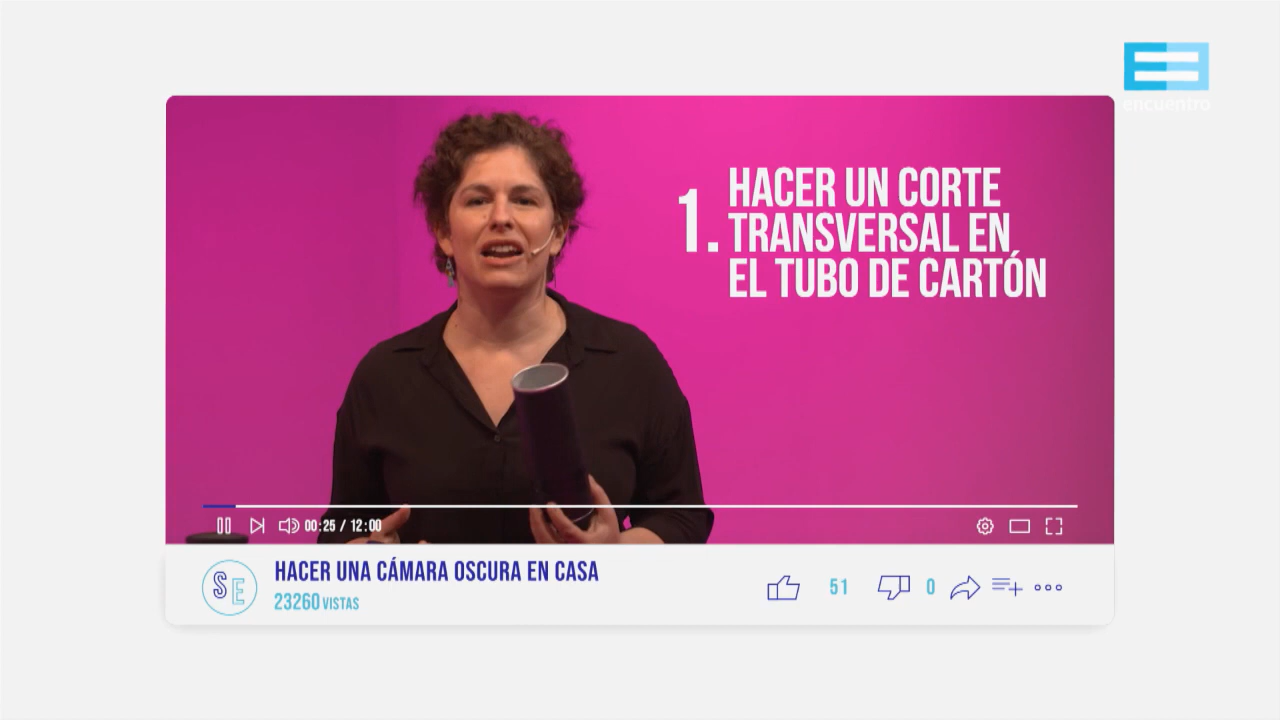 encuentro
1. HACER UN CORTE
TRANSVERSAL EN
EL TUBO DE CARTÓN
00:25 / 12:00
SE
HACER UNA CÁMARA OSCURA EN CASA
23260 VISTAS
51
0